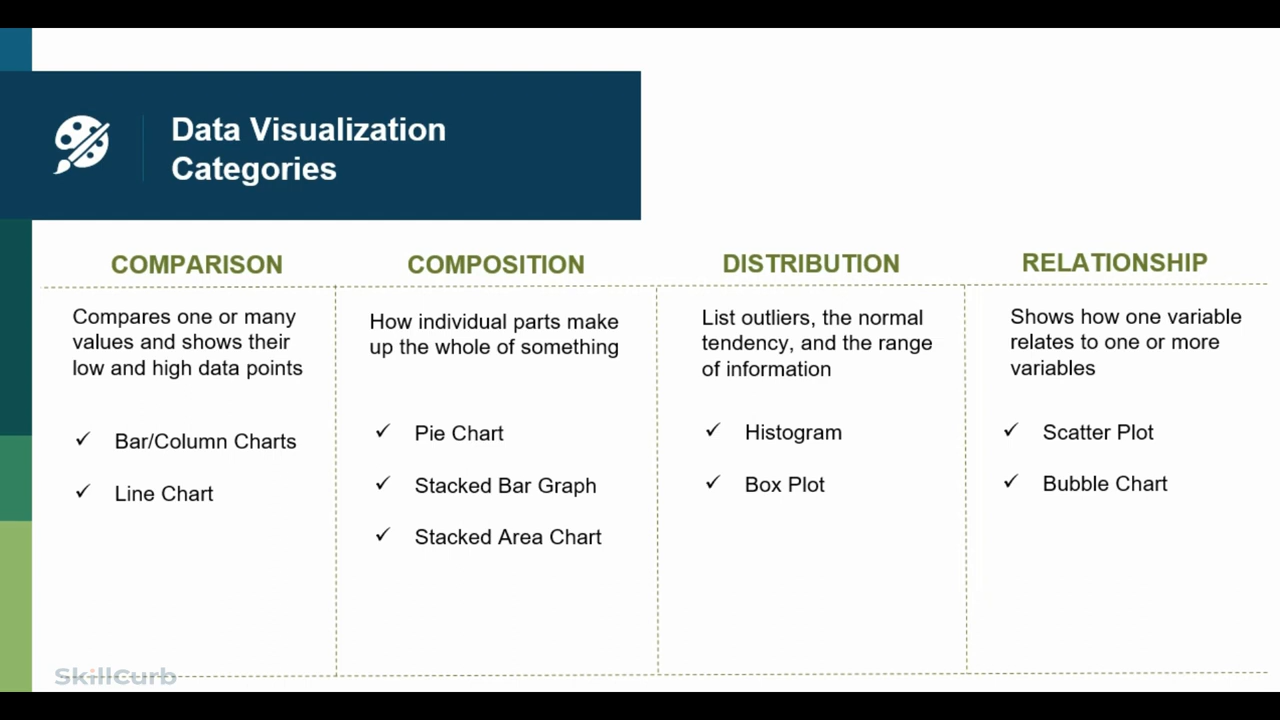 Data Visualization
Categories
COMPARISON
Compares one or many
values and shows their
low and high data points
Bar/Column Charts
Line Chart
COMPOSITION
How individual parts make
up the whole of something
Pie Chart
Stacked Bar Graph
Stacked Area Chart
DISTRIBUTION
List outliers, the normal
tendency, and the range
of information
Histogram
Box Plot
RELATIONSHIP
Shows how one variable
relates to one or more
variables
Scatter Plot
Bubble Chart
SkillCurb